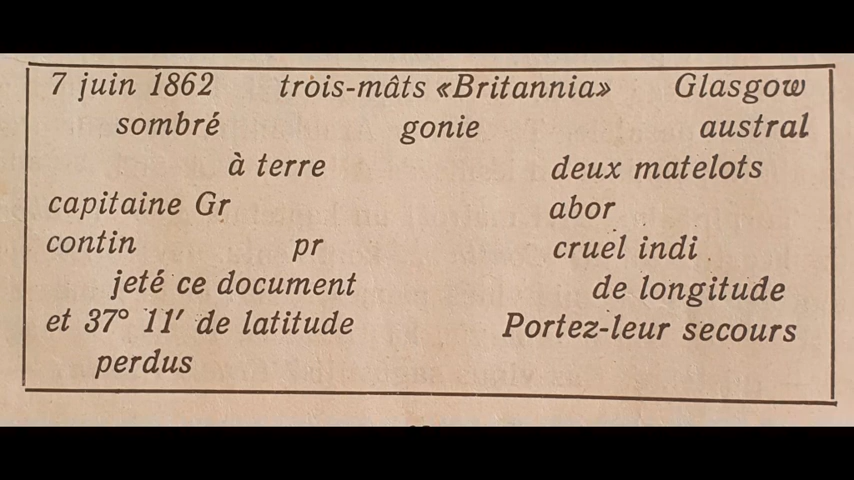 7 juin 1862 trois-mâts «Britannia» Glasgow
sombré gonie austral
à terre deux matelots
capitaine Gr abor
contin pr cruel indi
jeté ce document de longitude
et 37° 11′ de latitude Portez-leur secours
perdus